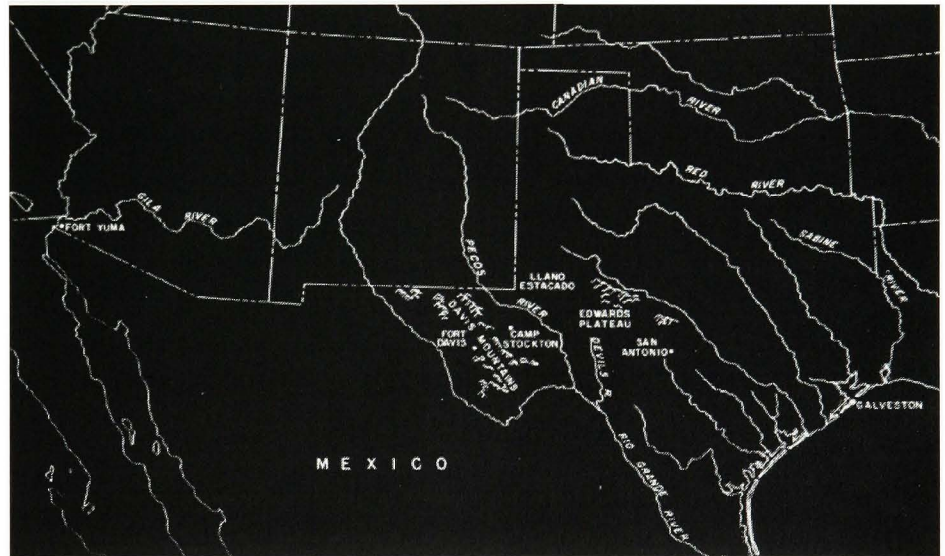 CANADIAN
RIVER
RED
RIVER
GILA
RIVER
FORT YUMA
SABINE
RIVER
PECOS
RIVER
LLANO
ESTACADO
EDWARDS
PLATEAU
DAVIS
MOUNTAINS
FORT
DAVIS
CAMP
STOCKTON
SAN
ANTONIO
DEVILS R.
GALVESTON
RIO
GRANDE
RIVER
MEXICO